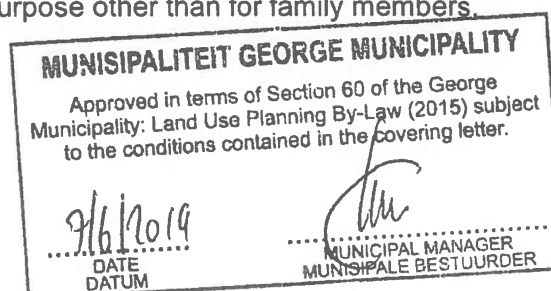 urpose other than for family members.
MUNISIPALITEIT GEORGE MUNICIPALITY
Approved in terms of Section 60 of the George
Municipality: Land Use Planning By-Law (2015) subject
to the conditions contained in the covering letter.
7/6/2019
DATE
DATUM
MUNICIPAL MANAGER
MUNISIPALE BESTUURDER